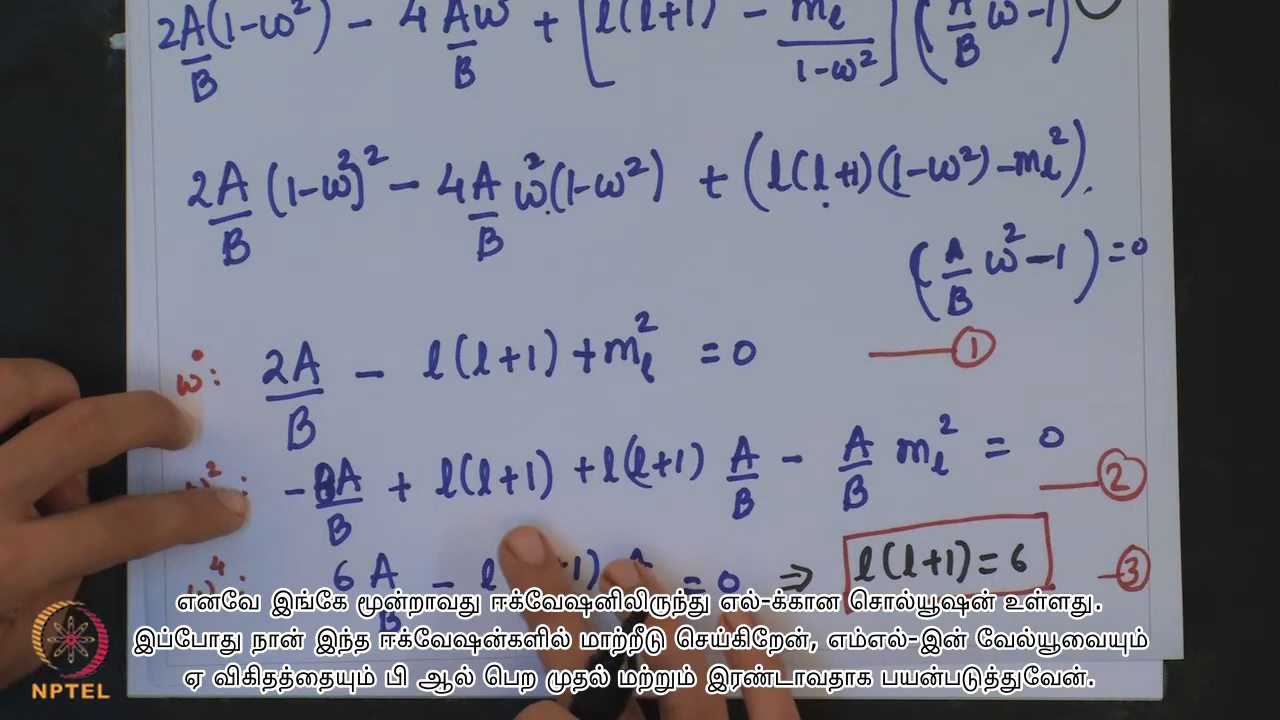 2A/B (1-ω²) - 4 A/B ω + [l(l+1) - mₗ/(1-ω²)] (A/B ω-1)
2A/B (1-ω²)² - 4A/B ω²(1-ω²) + (l(l+1)(1-ω²)-mₗ²).
(A/B ω²-1)=0
ω⁰: 2A/B - l(l+1)+mₗ² =0 —①
ω²: -8A/B + l(l+1) +l(l+1) A/B - A/B mₗ² = 0 —②
ω⁴: 6A/B - l =0 ⇒ l(l+1)=6 —③
எனவே இங்கே மூன்றாவது ஈக்வேஷனிலிருந்து எல்-க்கான சொல்யூஷன் உள்ளது.
இப்போது நான் இந்த ஈக்வேஷன்களில் மாற்றீடு செய்கிறேன், எம்எல்-இன் வேல்யூவையும்
ஏ விகிதத்தையும் பி ஆல் பெற முதல் மற்றும் இரண்டாவதாக பயன்படுத்துவேன்.
NPTEL